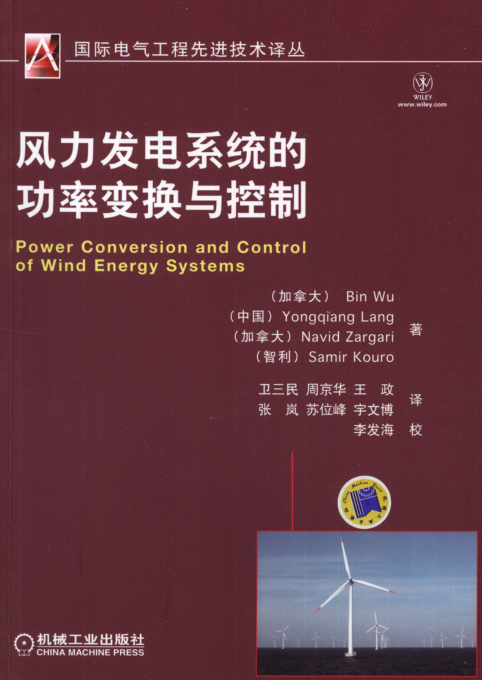 国际电气工程先进技术译丛
WILEY
www.wiley.com
风力发电系统的
功率变换与控制
Power Conversion and Control
of Wind Energy Systems
（加拿大） Bin Wu
（中国）Yongqiang Lang
（加拿大）Navid Zargari
（智利）Samir Kouro
著
卫三民 周京华 王 政
张 岚 苏位峰 宇文博
译
李发海 校
机械工业出版社
CHINA MACHINE PRESS